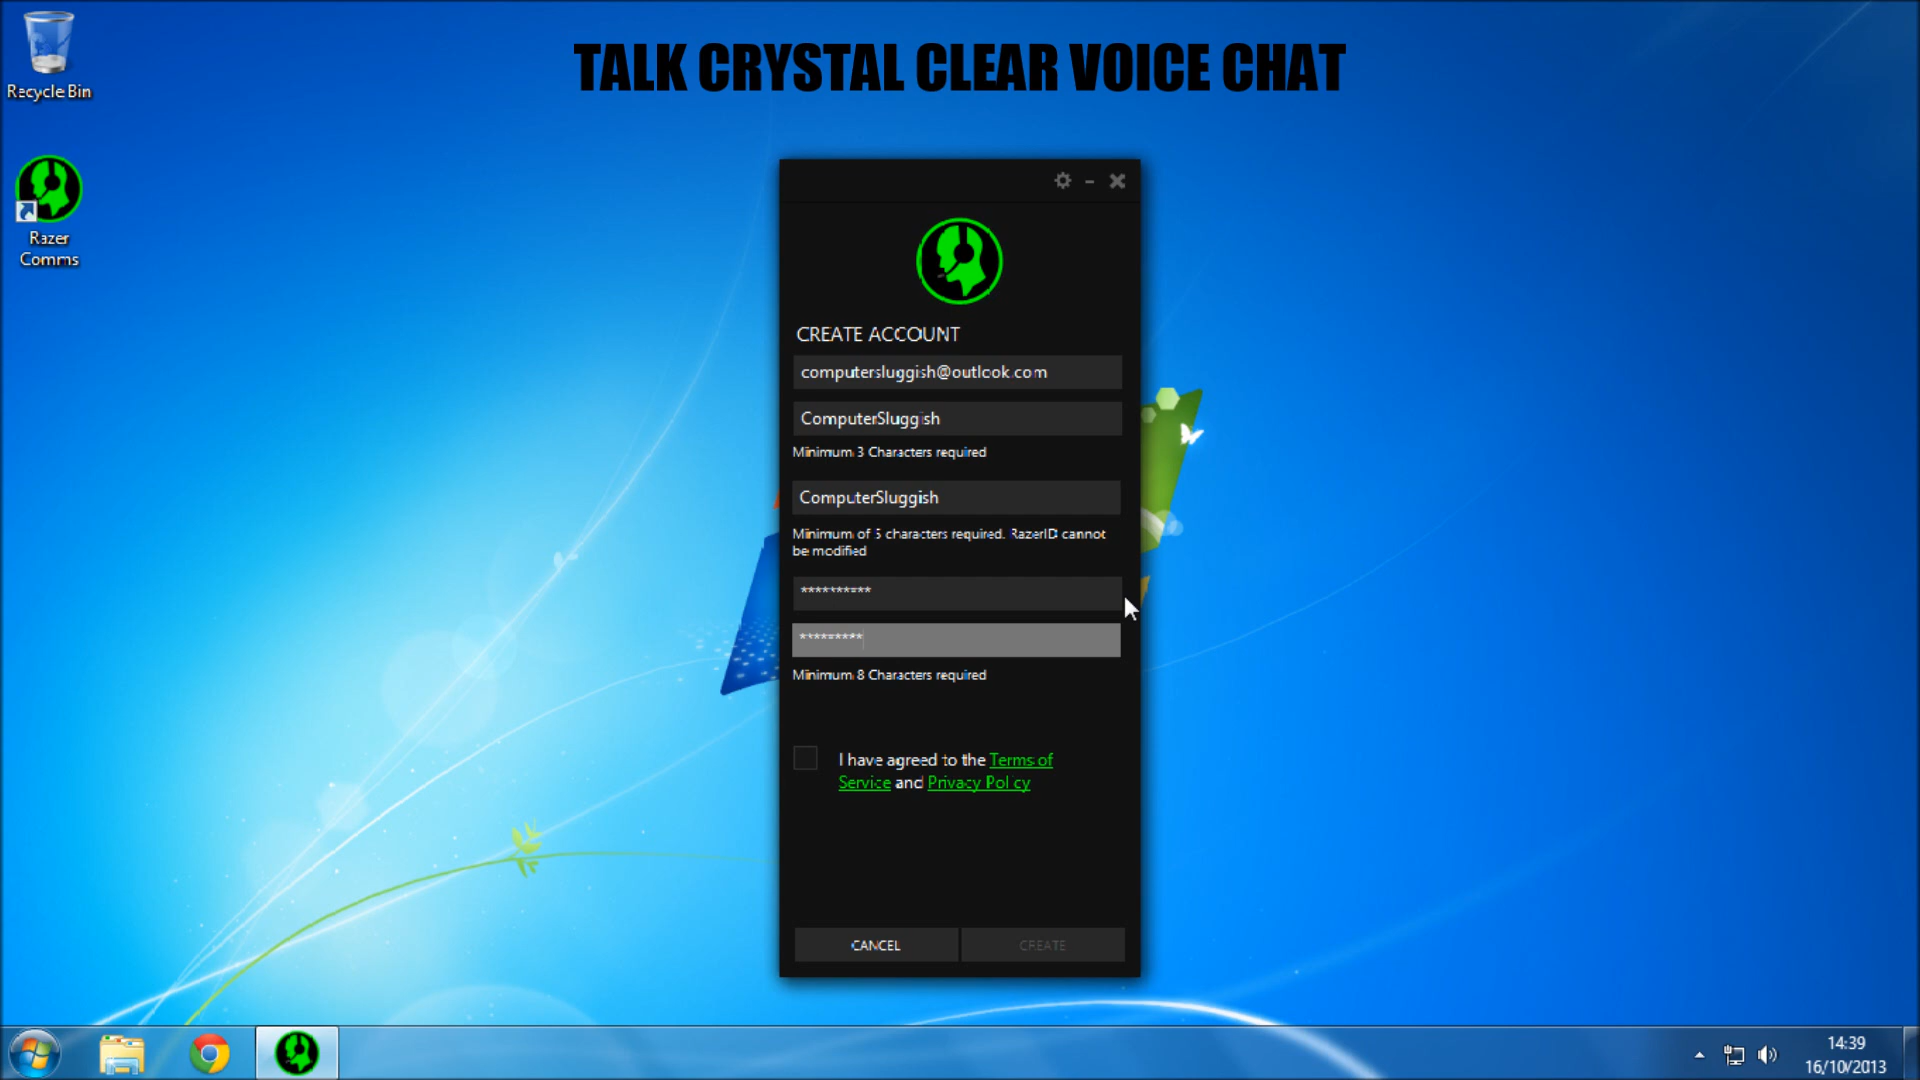 TALK CRYSTAL CLEAR VOICE CHAT
Recycle Bin
Razer
Comms
CREATE ACCOUNT
computersluggish@outlook.com
ComputerSluggish
Minimum 3 Characters required
ComputerSluggish
Minimum of 5 characters required. RazerID cannot
be modified
**********
*********
Minimum 8 Characters required
I have agreed to the Terms of
Service and Privacy Policy
CANCEL
CREATE
14:39
16/10/2013